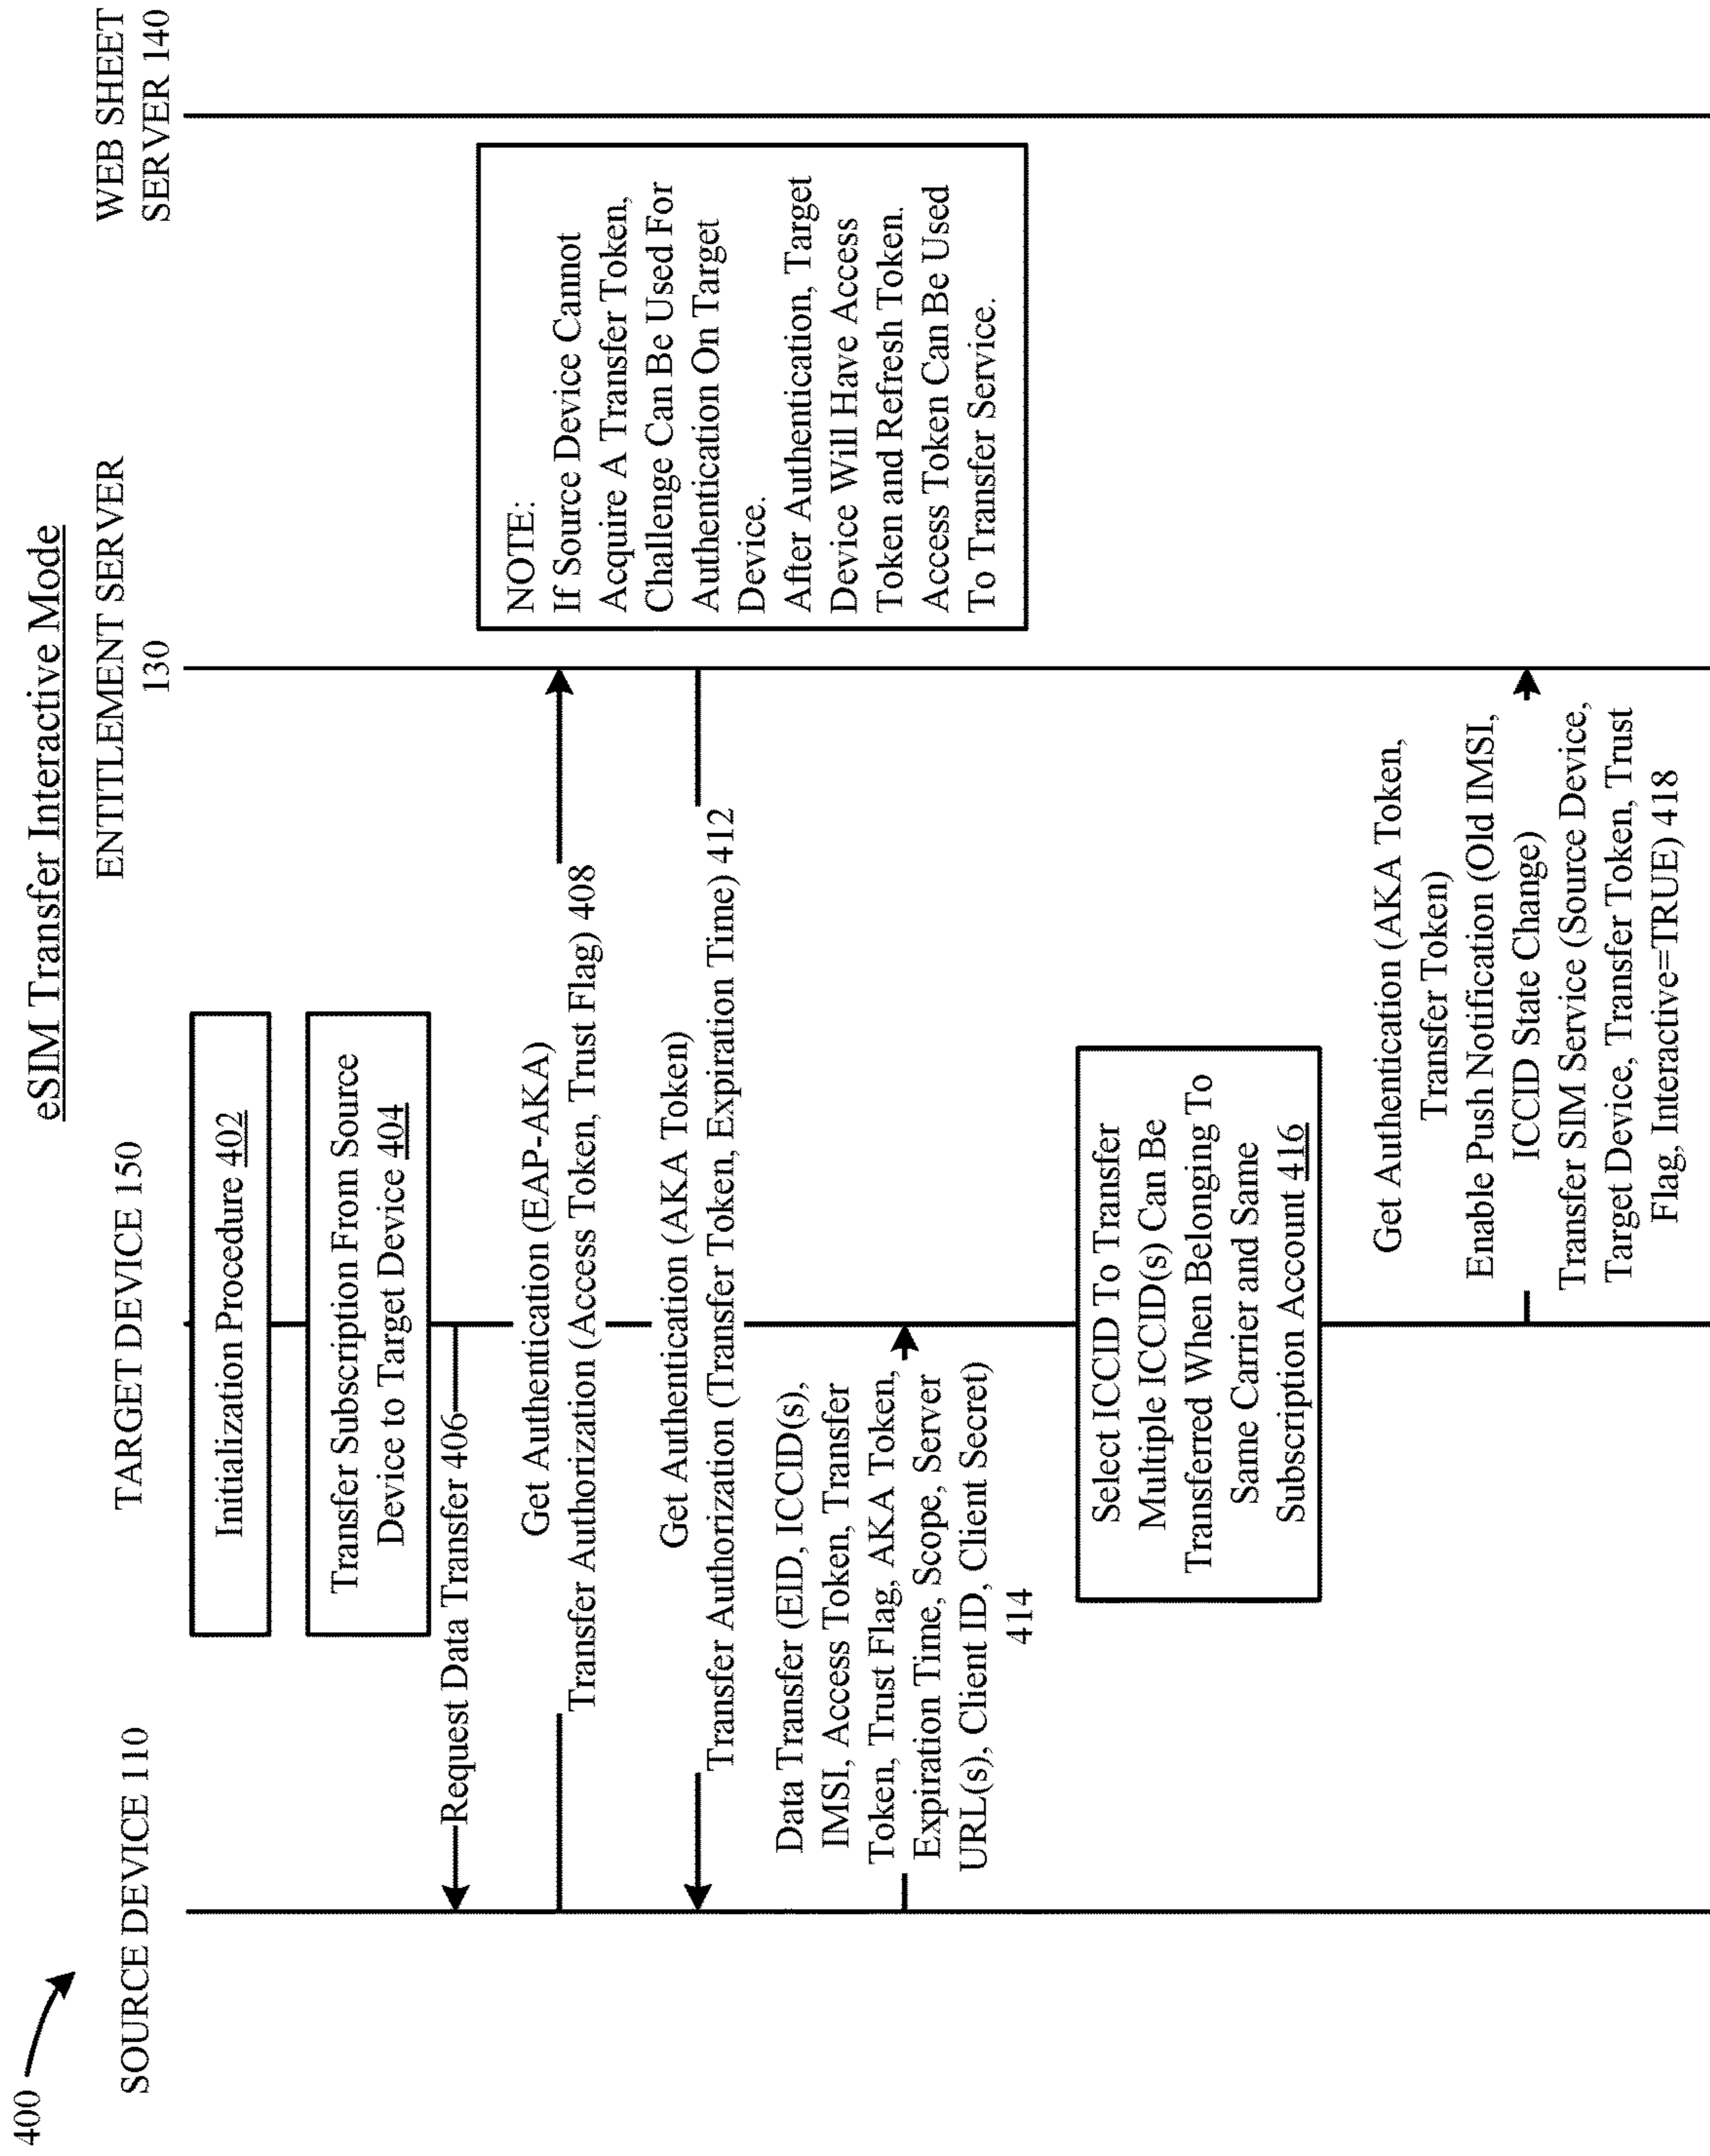 400
eSIM Transfer Interactive Mode
SOURCE DEVICE 110
TARGET DEVICE 150
ENTITLEMENT SERVER
130
WEB SHEET
SERVER 140
Initialization Procedure 402
Transfer Subscription From Source
Device to Target Device 404
Request Data Transfer 406
Get Authentication (EAP-AKA)
Transfer Authorization (Access Token, Trust Flag) 408
Get Authentication (AKA Token)
Transfer Authorization (Transfer Token, Expiration Time) 412
NOTE:
If Source Device Cannot
Acquire A Transfer Token,
Challenge Can Be Used For
Authentication On Target
Device.
After Authentication, Target
Device Will Have Access
Token and Refresh Token.
Access Token Can Be Used
To Transfer Service.
Data Transfer (EID, ICCID(s),
IMSI, Access Token, Transfer
Token, Trust Flag, AKA Token,
Expiration Time, Scope, Server
URL(s), Client ID, Client Secret)
414
Select ICCID To Transfer
Multiple ICCID(s) Can Be
Transferred When Belonging To
Same Carrier and Same
Subscription Account 416
Get Authentication (AKA Token,
Transfer Token)
Enable Push Notification (Old IMSI,
ICCID State Change)
Transfer SIM Service (Source Device,
Target Device, Transfer Token, Trust
Flag, Interactive=TRUE) 418